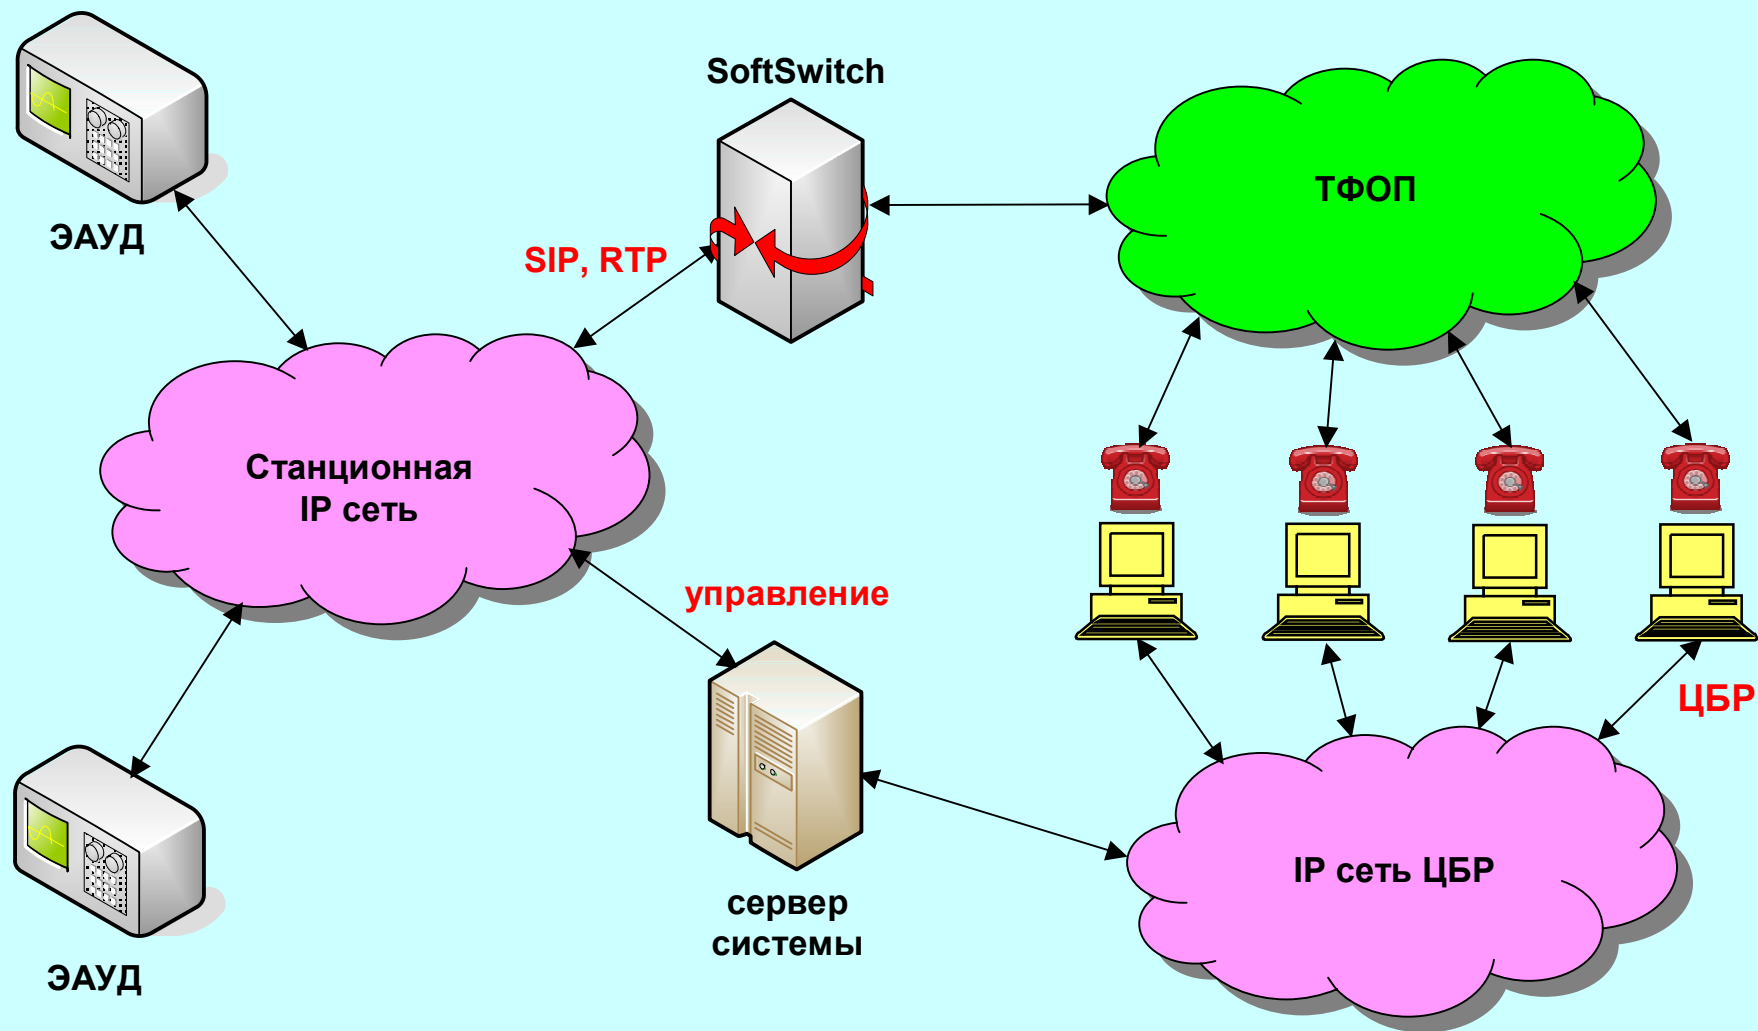 SoftSwitch
ТФОП
ЭАУД
SIP, RTP
Станционная
IP сеть
управление
ЦБР
IP сеть ЦБР
сервер
системы
ЭАУД